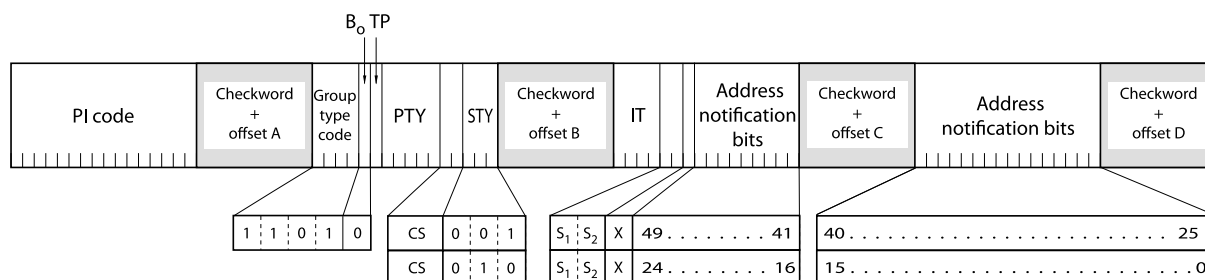 B₀ TP
PI code
Checkword
+
offset A
Group
type
code
PTY
STY
Checkword
+
offset B
IT
Address
notification
bits
Checkword
+
offset C
Address
notification bits
Checkword
+
offset D
1 1 0 1 0
CS 0 0 1
S₁ S₂ X 49 . . . . . . . . 41
40 . . . . . . . . . . . . . . . . . . . . . . . . 25
CS 0 1 0
S₁ S₂ X 24 . . . . . . . . 16
15 . . . . . . . . . . . . . . . . . . . . . . . . . 0